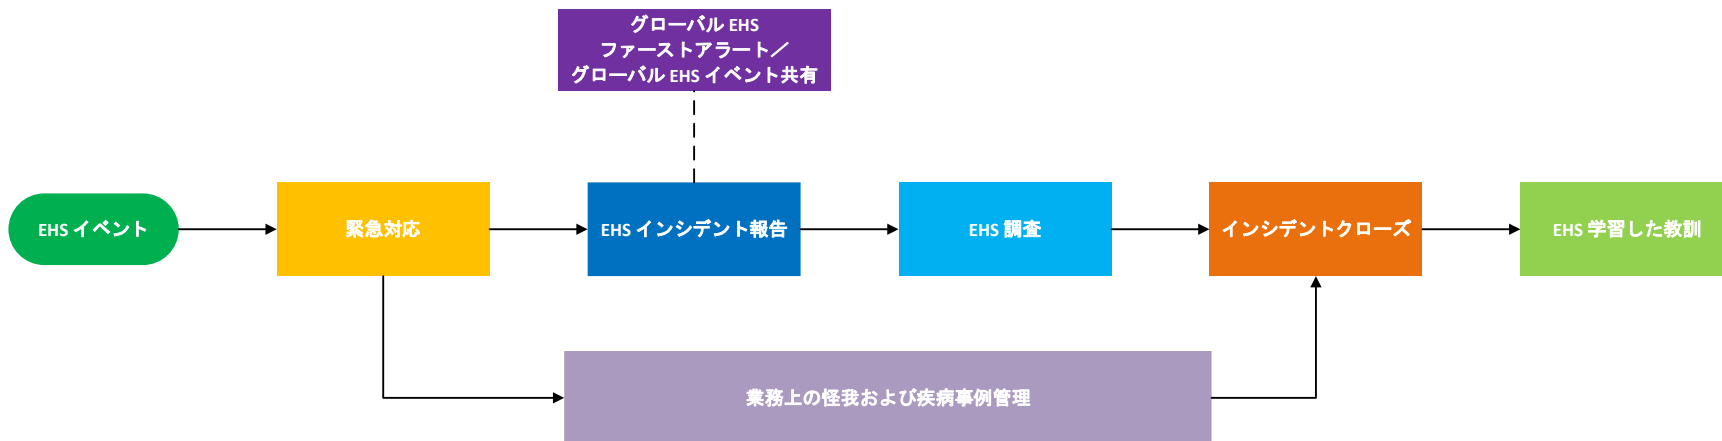 グローバル EHS
ファーストアラート／
グローバル EHS イベント共有
EHS イベント
緊急対応
EHS インシデント報告
EHS 調査
インシデントクローズ
EHS 学習した教訓
業務上の怪我および疾病事例管理